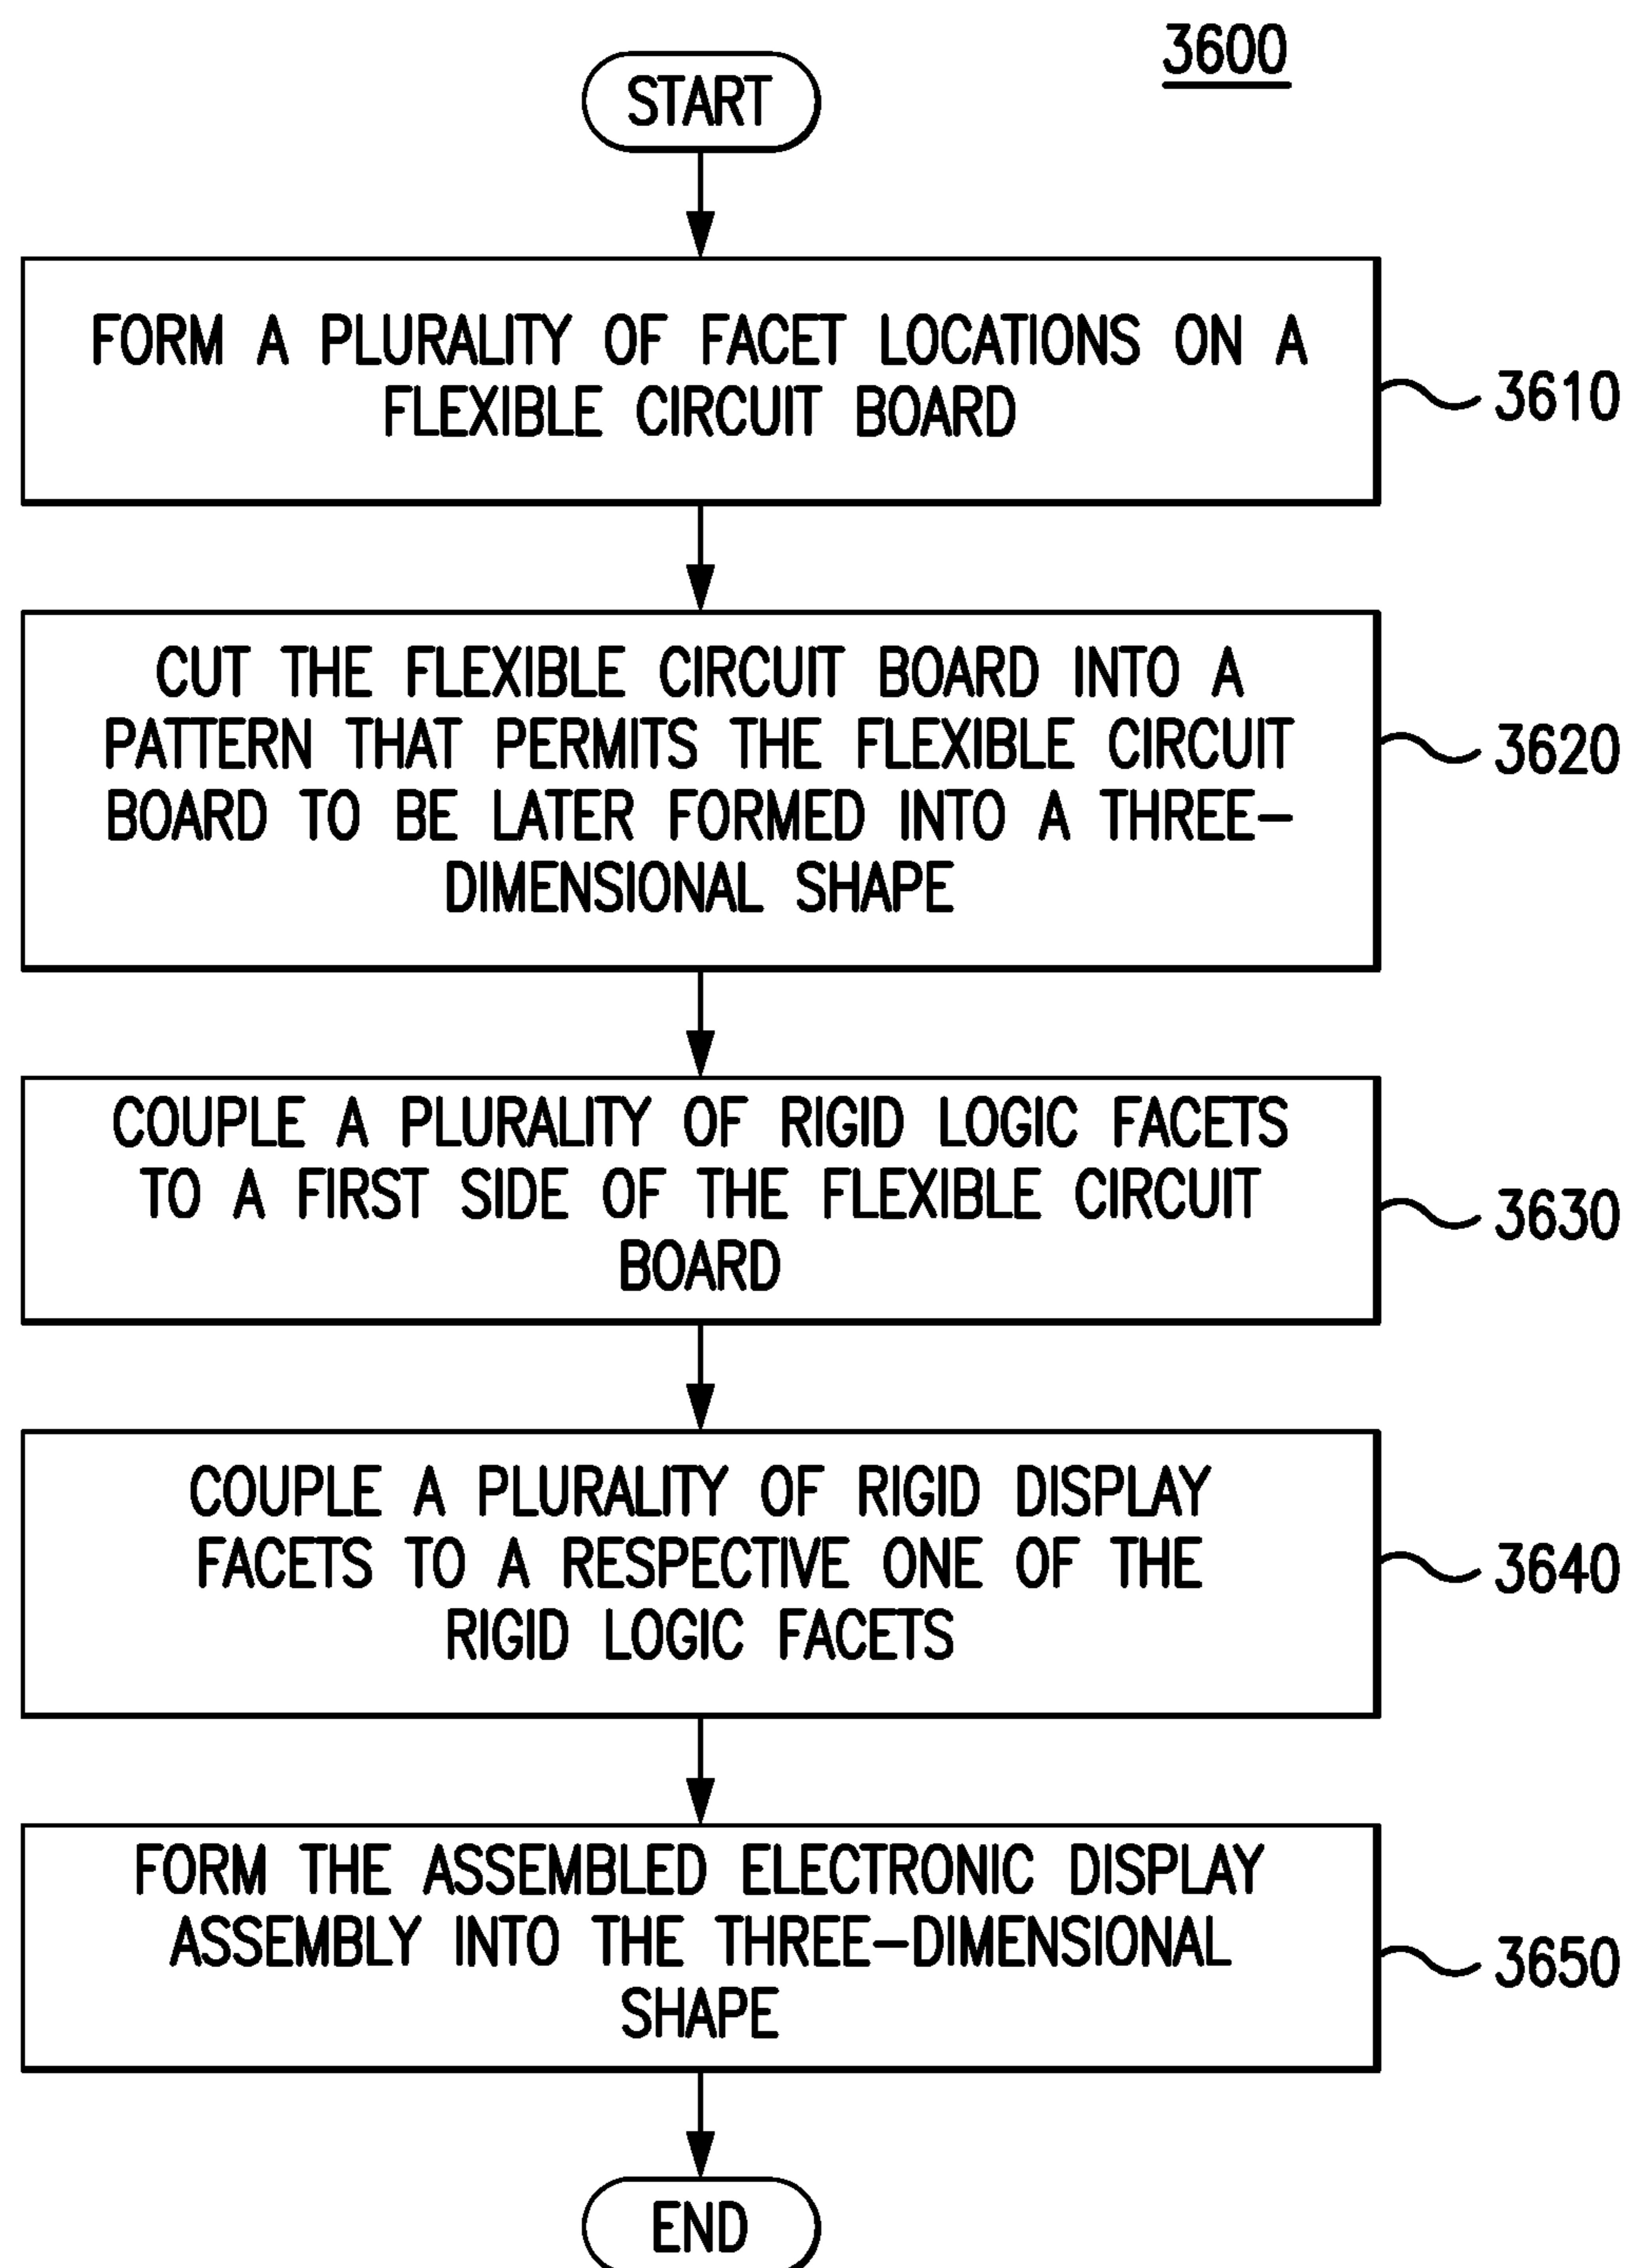 3600
START
FORM A PLURALITY OF FACET LOCATIONS ON A
FLEXIBLE CIRCUIT BOARD
3610
CUT THE FLEXIBLE CIRCUIT BOARD INTO A
PATTERN THAT PERMITS THE FLEXIBLE CIRCUIT
BOARD TO BE LATER FORMED INTO A THREE-
DIMENSIONAL SHAPE
3620
COUPLE A PLURALITY OF RIGID LOGIC FACETS
TO A FIRST SIDE OF THE FLEXIBLE CIRCUIT
BOARD
3630
COUPLE A PLURALITY OF RIGID DISPLAY
FACETS TO A RESPECTIVE ONE OF THE
RIGID LOGIC FACETS
3640
FORM THE ASSEMBLED ELECTRONIC DISPLAY
ASSEMBLY INTO THE THREE-DIMENSIONAL
SHAPE
3650
END